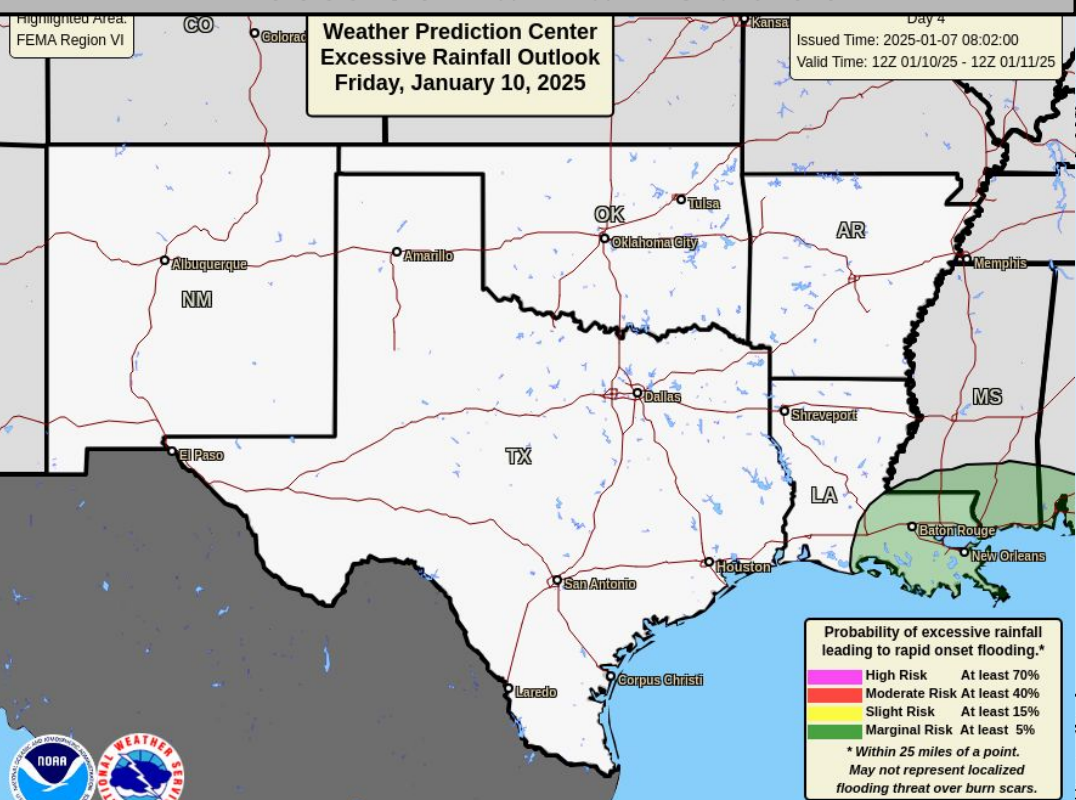 Highlighted Area:
FEMA Region VI
Weather Prediction Center
Excessive Rainfall Outlook
Friday, January 10, 2025
Day 4
Issued Time: 2025-01-07 08:02:00
Valid Time: 12Z 01/10/25 - 12Z 01/11/25
CO
Colorad
Kansa
Tulsa
OK
Oklahoma City
AR
Amarillo
Albuquerque
Memphis
NM
Dallas
MS
Shreveport
El Paso
TX
LA
Baton Rouge
New Orleans
Houston
San Antonio
Corpus Christi
Laredo
Probability of excessive rainfall
leading to rapid onset flooding.*
High Risk At least 70%
Moderate Risk At least 40%
Slight Risk At least 15%
Marginal Risk At least 5%
* Within 25 miles of a point.
May not represent localized
flooding threat over burn scars.
NOAA
WEATHER